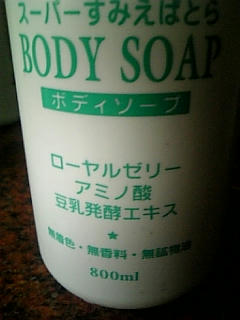 スーパーすみえばとら
BODY SOAP
ボディソープ
ローヤルゼリー
アミノ酸
豆乳発酵エキス
★
無着色・無香料・無鉱物油
800ml